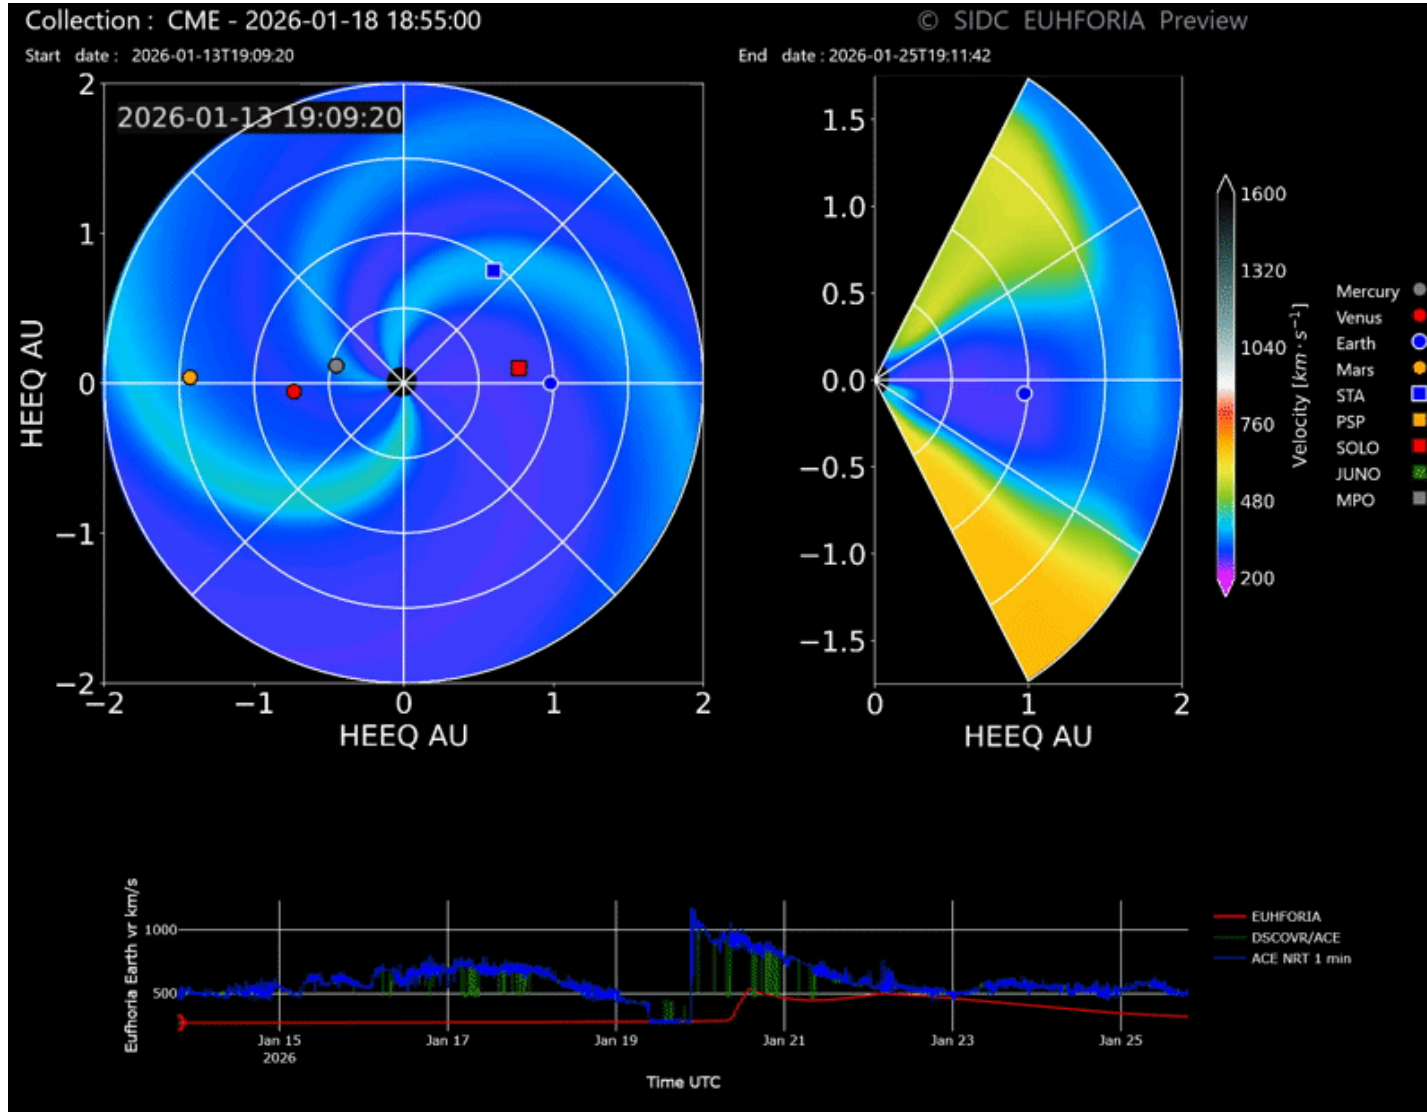 Collection : CME - 2026-01-18 18:55:00
© SIDC EUHFORIA Preview
Start date : 2026-01-13T19:09:20
End date : 2026-01-25T19:11:42
2026-01-13 19:09:20
2
1
0
−1
−2
HEEQ AU
−2 −1 0 1 2
HEEQ AU
1.5
1.0
0.5
0.0
−0.5
−1.0
−1.5
0 1 2
HEEQ AU
1600
1320
1040
760
480
200
Velocity [km · s⁻¹]
Mercury
Venus
Earth
Mars
STA
PSP
SOLO
JUNO
MPO
Eufhoria Earth vr km/s
1000
500
Jan 15 Jan 17 Jan 19 Jan 21 Jan 23 Jan 25
2026
Time UTC
EUHFORIA
DSCOVR/ACE
ACE NRT 1 min